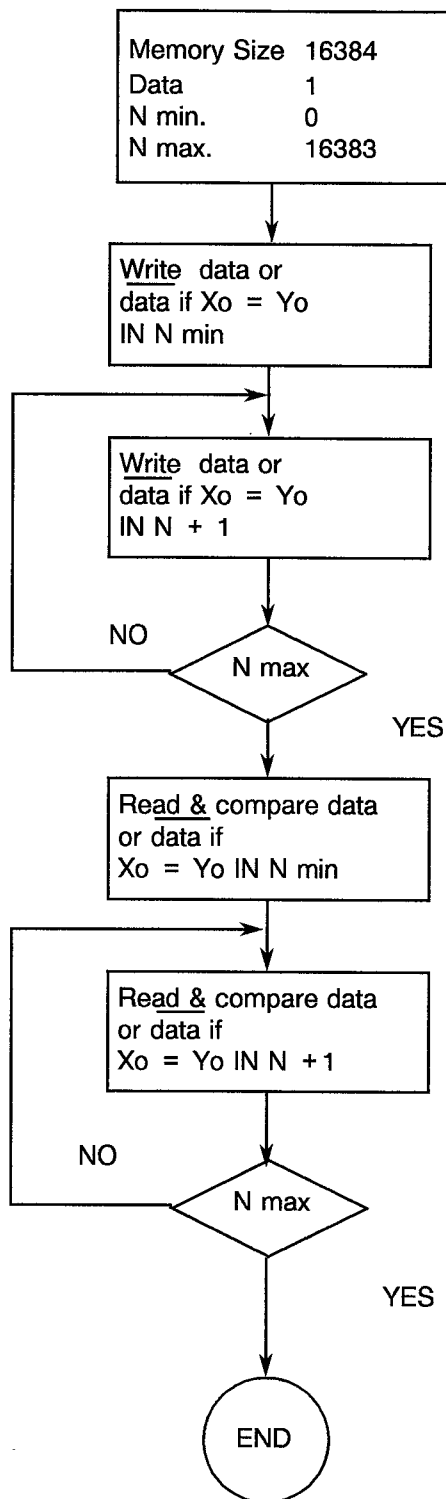 Memory Size 16384
Data 1
N min. 0
N max. 16383
Write data or
data if Xo = Yo
IN N min
Write data or
data if Xo = Yo
IN N + 1
NO
N max
YES
Read & compare data
or data if
Xo = Yo IN N min
Read & compare data
or data if
Xo = Yo IN N +1
NO
N max
YES
END